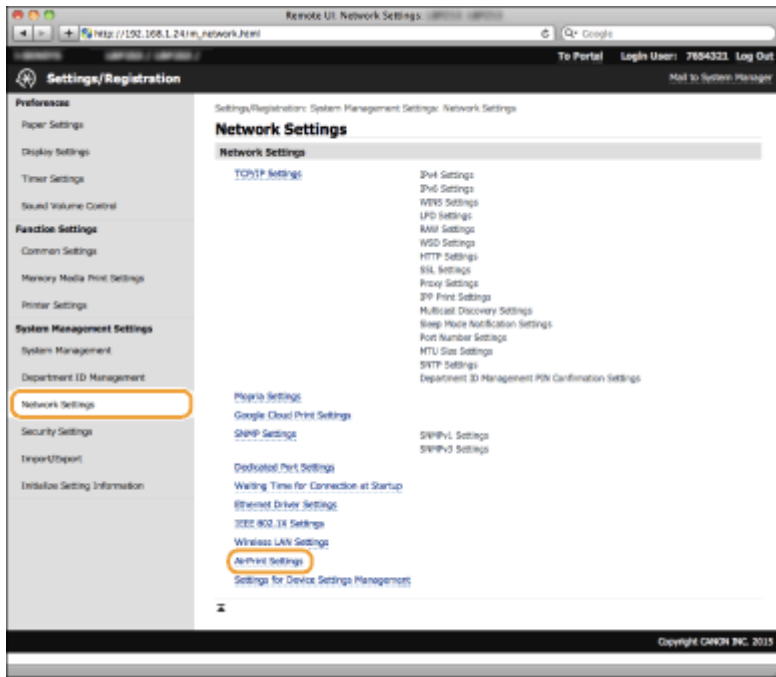 Remote UI: Network Settings:
http://192.168.1.24/m_network.html
Google
To Portal Login User: 7654321 Log Out
Settings/Registration
Mail to System Manager
Preferences
Paper Settings
Display Settings
Timer Settings
Sound Volume Control
Function Settings
Common Settings
Memory Media Print Settings
Printer Settings
System Management Settings
System Management
Department ID Management
Network Settings
Security Settings
Import/Export
Initialize Setting Information
Settings/Registration: System Management Settings: Network Settings
Network Settings
Network Settings
TCP/IP Settings
IPv4 Settings
IPv6 Settings
WINS Settings
LPD Settings
RAW Settings
WSD Settings
HTTP Settings
SSL Settings
Proxy Settings
IPP Print Settings
Multicast Discovery Settings
Sleep Mode Notification Settings
Port Number Settings
MTU Size Settings
SNTP Settings
Department ID Management PIN Confirmation Settings
Mopria Settings
Google Cloud Print Settings
SNMP Settings
SNMPv1 Settings
SNMPv3 Settings
Dedicated Port Settings
Waiting Time for Connection at Startup
Ethernet Driver Settings
IEEE 802.1X Settings
Wireless LAN Settings
AirPrint Settings
Settings for Device Settings Management
Copyright CANON INC. 2015